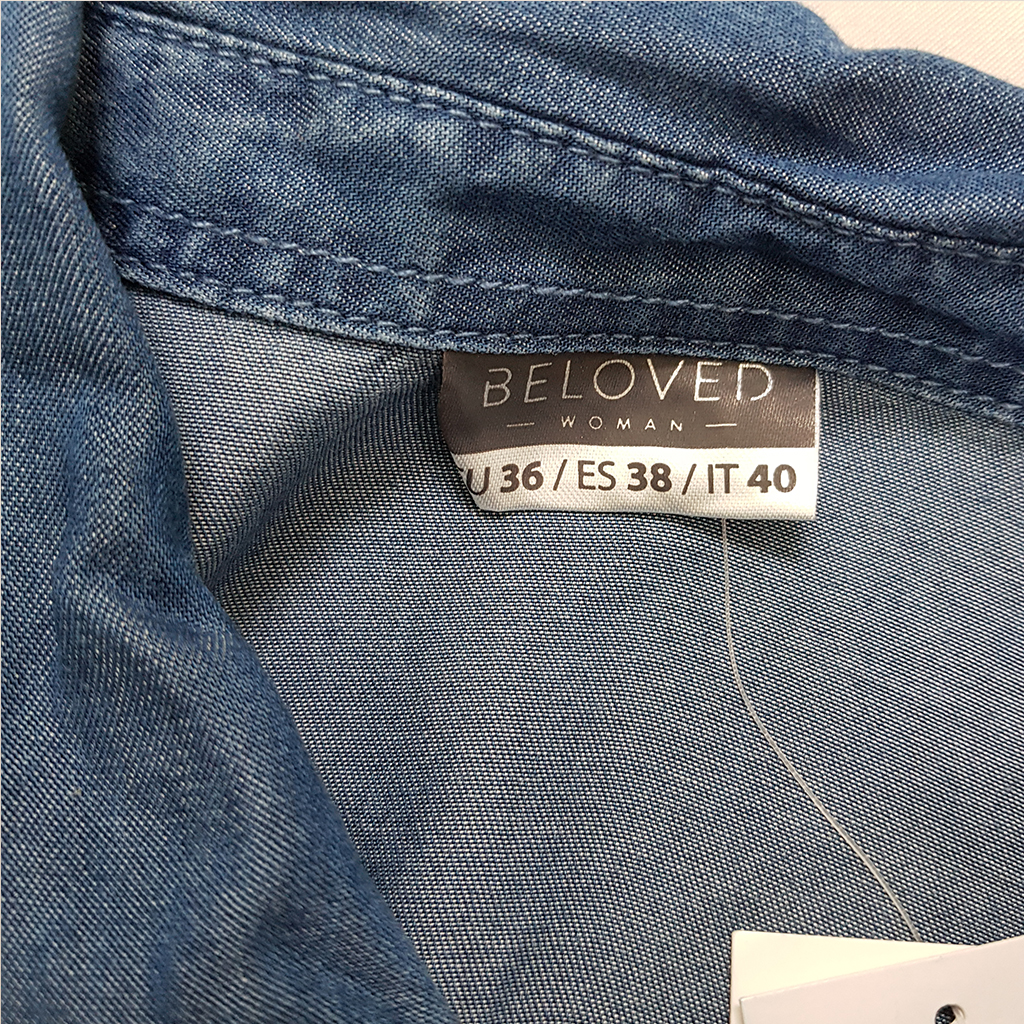 BELOVED
— WOMAN —
EU 36 / ES 38 / IT 40